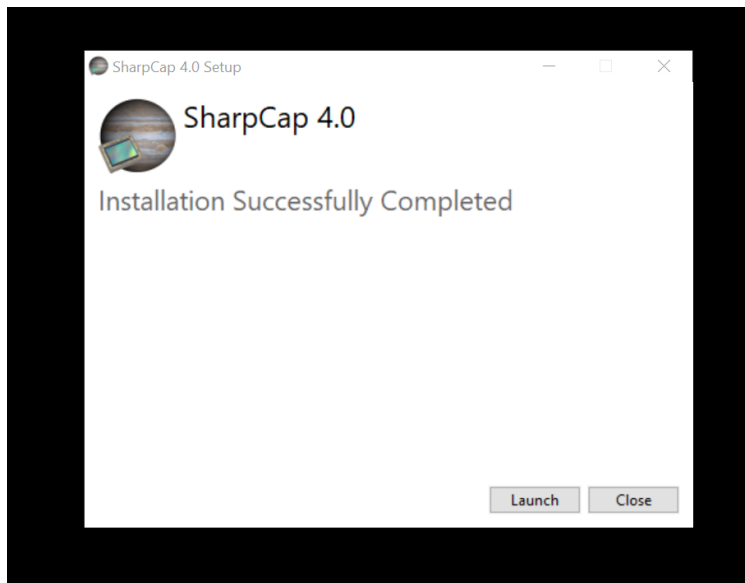 SharpCap 4.0 Setup
SharpCap 4.0
Installation Successfully Completed
Launch Close